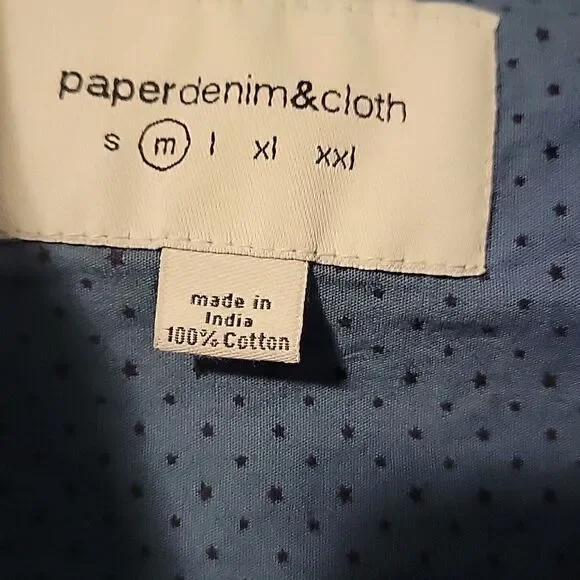 paperdenim&cloth
s m l xl xxl
made in
India
100% Cotton